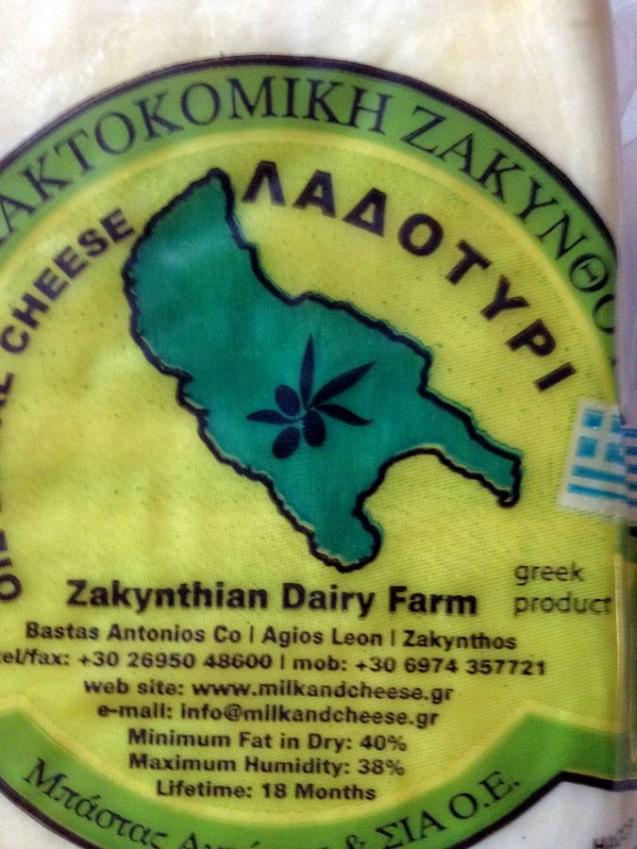 ΑΚΤΟΚΟΜΙΚΗ ΖΑΚΥΝΘΟ
ΛΑΔΟΤΥΡΙ
CHEESE
greek
product
Zakynthian Dairy Farm
Bastas Antonios Co | Agios Leon | Zakynthos
tel/fax: +30 26950 48600 | mob: +30 6974 357721
web site: www.milkandcheese.gr
e-mail: info@milkandcheese.gr
Minimum Fat in Dry: 40%
Maximum Humidity: 38%
Lifetime: 18 Months
Μπάστας & ΣΙΑ Ο.Ε.